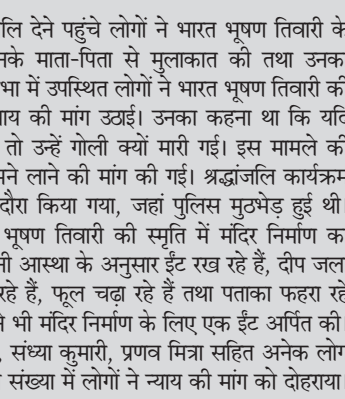 लि देने पहुंचे लोगों ने भारत भूषण तिवारी के
नके माता-पिता से मुलाकात की तथा उनका
भा में उपस्थित लोगों ने भारत भूषण तिवारी की
ाय की मांग उठाई। उनका कहना था कि यदि
तो उन्हें गोली क्यों मारी गई। इस मामले की
मने लाने की मांग की गई। श्रद्धांजलि कार्यक्रम
दौरा किया गया, जहां पुलिस मुठभेड़ हुई थी।
भूषण तिवारी की स्मृति में मंदिर निर्माण का
नी आस्था के अनुसार ईंट रख रहे हैं, दीप जला
रहे हैं, फूल चढ़ा रहे हैं तथा पताका फहरा रहे
ने भी मंदिर निर्माण के लिए एक ईंट अर्पित की।
, संध्या कुमारी, प्रणव मित्रा सहित अनेक लोग
संख्या में लोगों ने न्याय की मांग को दोहराया।